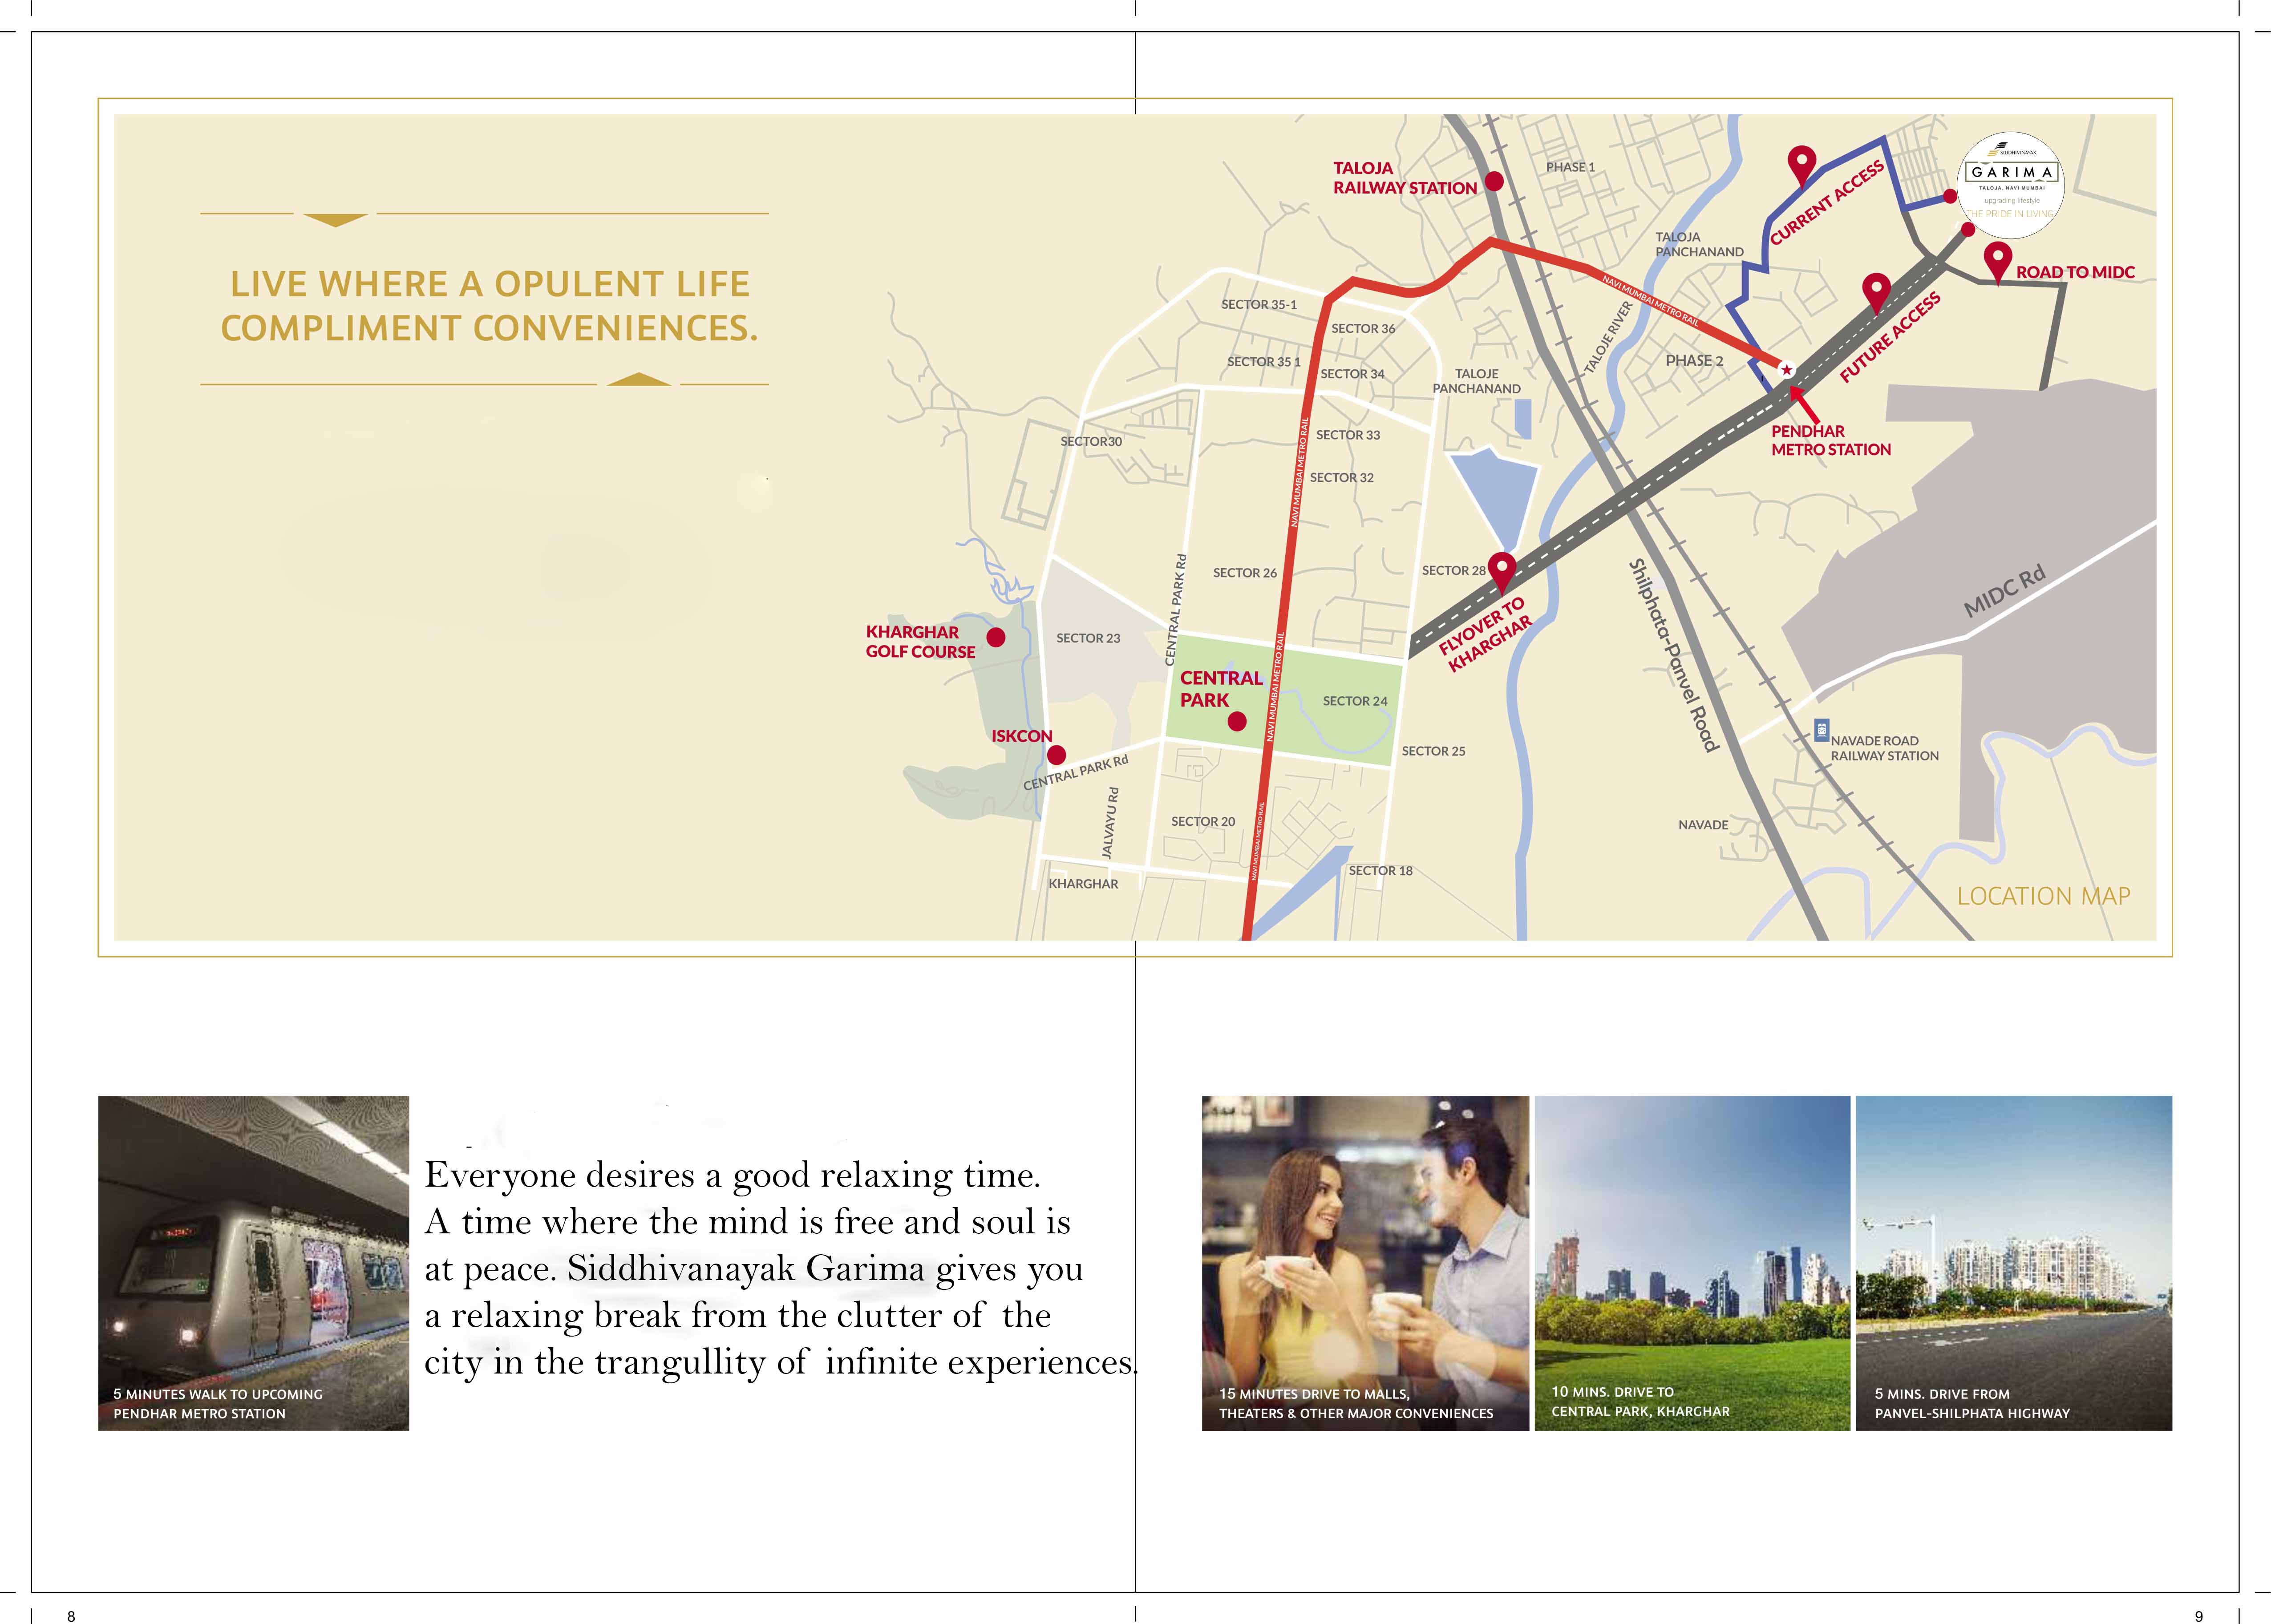 LIVE WHERE A OPULENT LIFE
COMPLIMENT CONVENIENCES.
TALOJA
RAILWAY STATION
PHASE 1
CURRENT ACCESS
SIDDHIVINAYAK
GARIMA
TALOJA, NAVI MUMBAI
upgrading lifestyle
THE PRIDE IN LIVING
TALOJA
PANCHANAND
ROAD TO MIDC
NAVI MUMBAI METRO RAIL
SECTOR 35-1
SECTOR 36
TALOJE RIVER
FUTURE ACCESS
SECTOR 35 1
SECTOR 34
TALOJE
PANCHANAND
PHASE 2
SECTOR30
SECTOR 33
NAVI MUMBAI METRO RAIL
PENDHAR
METRO STATION
SECTOR 32
CENTRAL PARK Rd
SECTOR 26
SECTOR 28
FLYOVER TO
KHARGHAR
Shilphata-Panvel Road
MIDC Rd
KHARGHAR
GOLF COURSE
SECTOR 23
NAVI MUMBAI METRO RAIL
CENTRAL
PARK
SECTOR 24
ISKCON
SECTOR 25
NAVADE ROAD
RAILWAY STATION
CENTRAL PARK Rd
JALVAYU Rd
SECTOR 20
NAVI MUMBAI METRO RAIL
NAVADE
SECTOR 18
KHARGHAR
LOCATION MAP
Everyone desires a good relaxing time.
A time where the mind is free and soul is
at peace. Siddhivanayak Garima gives you
a relaxing break from the clutter of the
city in the trangullity of infinite experiences.
5 MINUTES WALK TO UPCOMING
PENDHAR METRO STATION
15 MINUTES DRIVE TO MALLS,
THEATERS & OTHER MAJOR CONVENIENCES
10 MINS. DRIVE TO
CENTRAL PARK, KHARGHAR
5 MINS. DRIVE FROM
PANVEL-SHILPHATA HIGHWAY
8
9